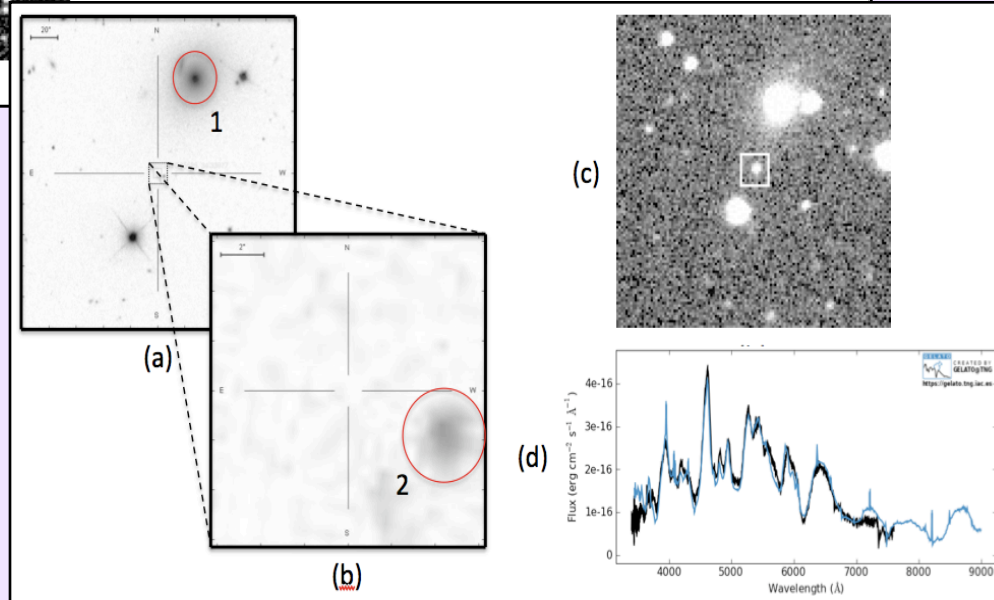 20"
N
1
E
W
S
(a)
2"
N
E
W
2
S
(b)
(c)
(d)
GELATO
CREATED BY
GELATO@TNG
https://gelato.tng.iac.es
Flux (erg cm⁻² s⁻¹ Å⁻¹)
4e-16
3e-16
2e-16
1e-16
0
4000 5000 6000 7000 8000 9000
Wavelength (Å)